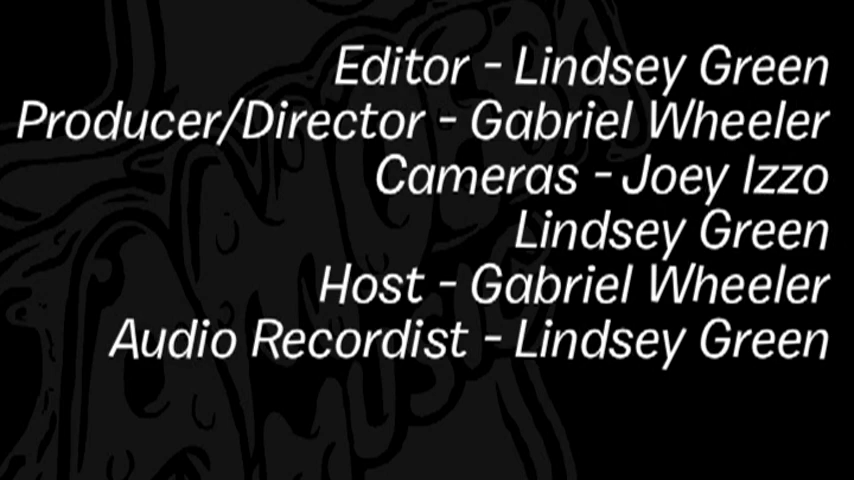 Editor - Lindsey Green
Producer/Director - Gabriel Wheeler
Cameras - Joey Izzo
Lindsey Green
Host - Gabriel Wheeler
Audio Recordist - Lindsey Green